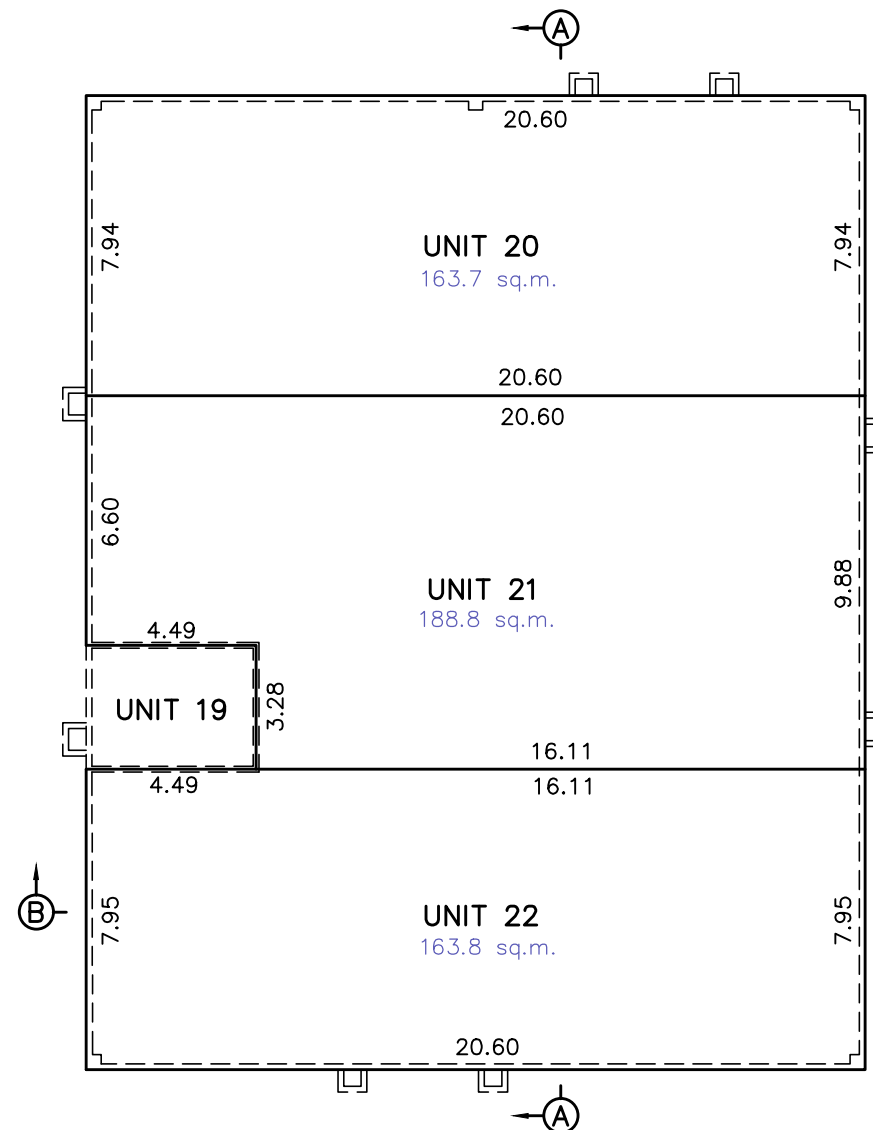 A
20.60
7.94
7.94
UNIT 20
163.7 sq.m.
20.60
20.60
6.60
9.88
UNIT 21
188.8 sq.m.
4.49
UNIT 19
3.28
16.11
4.49
16.11
B
7.95
7.95
UNIT 22
163.8 sq.m.
20.60
A